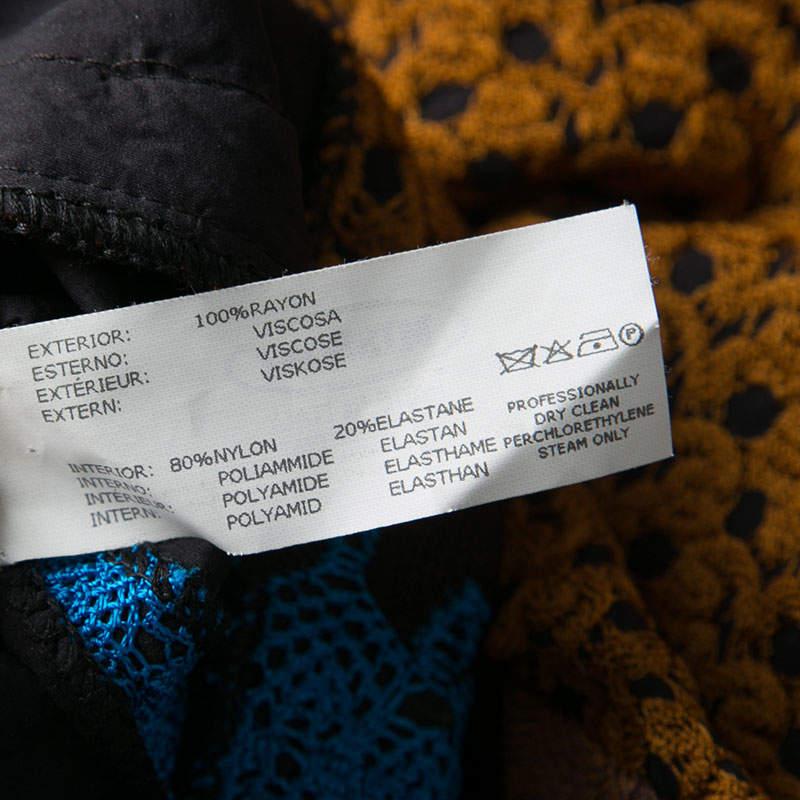 EXTERIOR: 100%RAYON
ESTERNO: VISCOSA
EXTÉRIEUR: VISCOSE
EXTERN: VISKOSE
INTERIOR: 80%NYLON 20%ELASTANE
INTERNO: POLIAMMIDE ELASTAN
INTÉRIEUR: POLYAMIDE ELASTHAME
INTERN: POLYAMID ELASTHAN
P
PROFESSIONALLY
DRY CLEAN
PERCHLORETHYLENE
STEAM ONLY